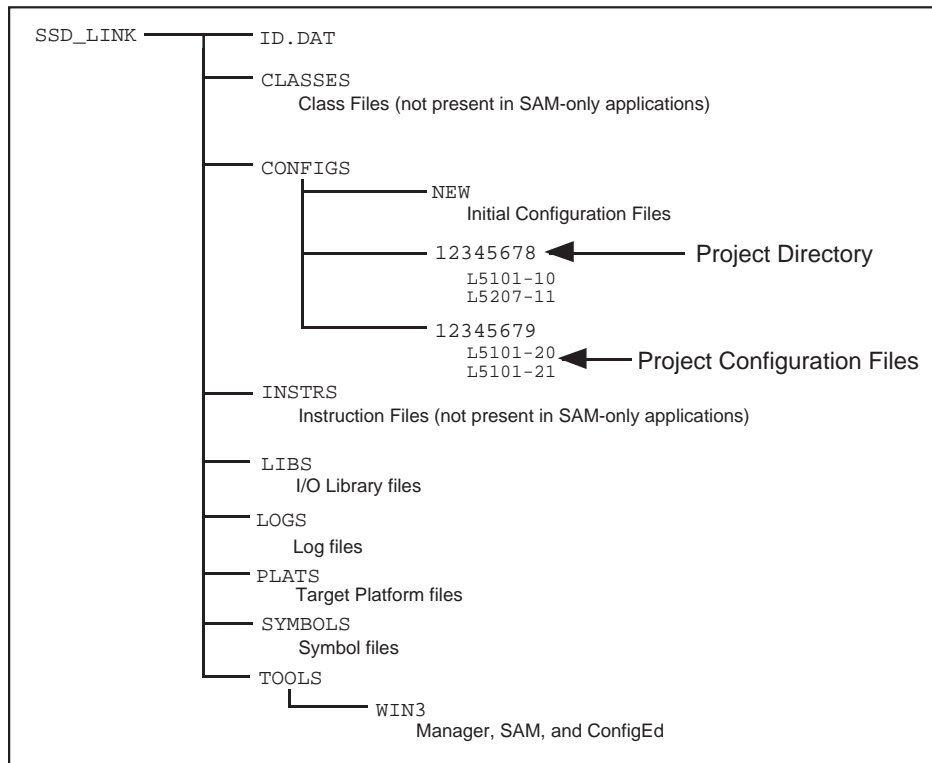 SSD_LINK
ID.DAT
CLASSES
Class Files (not present in SAM-only applications)
CONFIGS
NEW
Initial Configuration Files
12345678
Project Directory
L5101-10
L5207-11
12345679
L5101-20
L5101-21
Project Configuration Files
INSTRS
Instruction Files (not present in SAM-only applications)
LIBS
I/O Library files
LOGS
Log files
PLATS
Target Platform files
SYMBOLS
Symbol files
TOOLS
WIN3
Manager, SAM, and ConfigEd